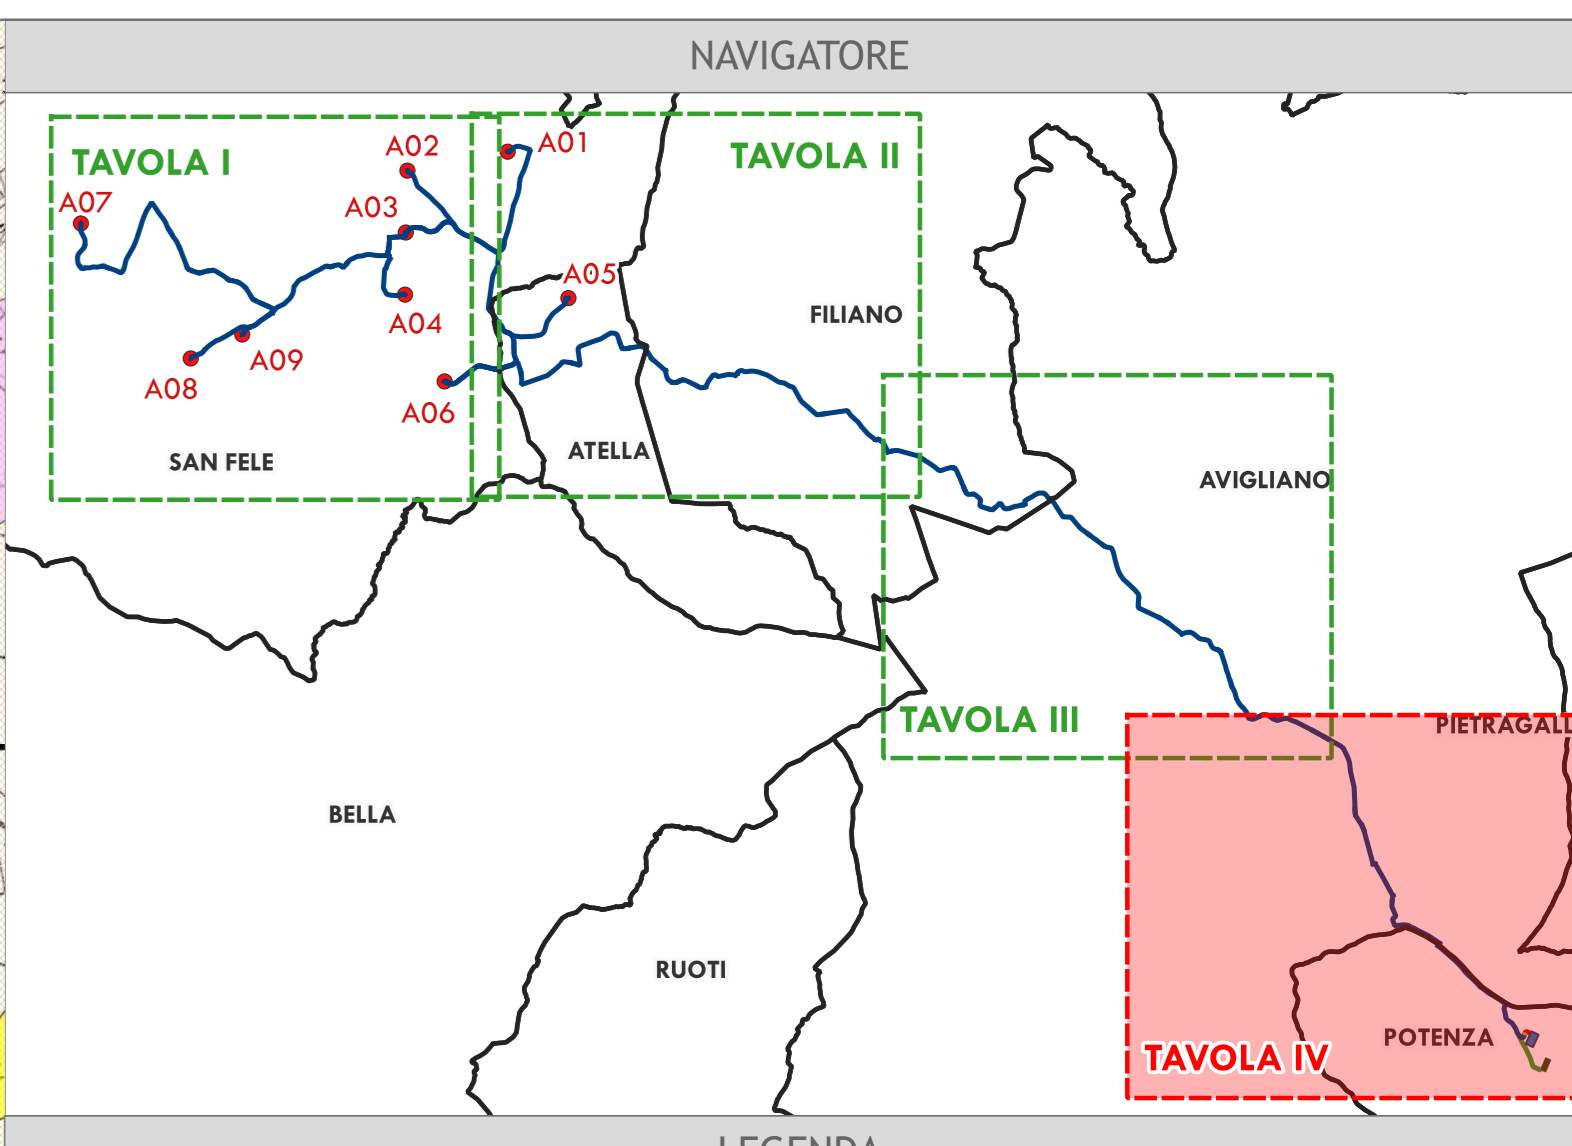 NAVIGATORE
TAVOLA I
A02
A01
TAVOLA II
A07
A03
A05
A04
FILIANO
A09
A08
A06
SAN FELE
ATELLA
AVIGLIANO
TAVOLA III
PIETRAGALL
BELLA
RUOTI
POTENZA
TAVOLA IV
LEGENDA